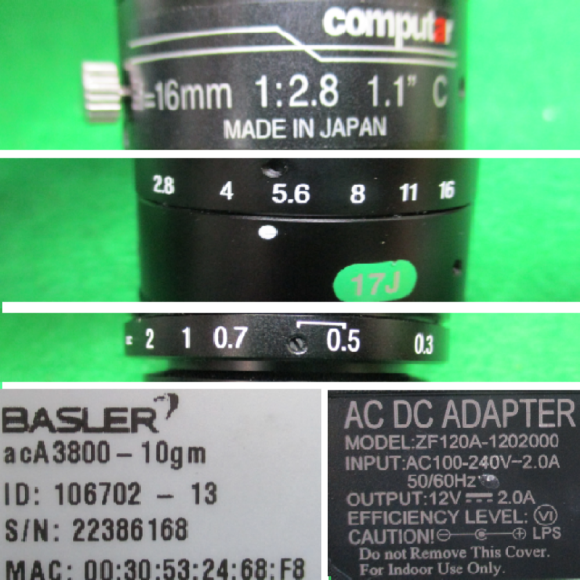 computar
=16mm 1:2.8 1.1" C
MADE IN JAPAN
2.8 4 5.6 8 11 16
17J
2 1 0.7 0.5 0.3
BASLER
acA3800-10gm
ID: 106702 - 13
S/N: 22386168
MAC: 00:30:53:24:68:F8
AC DC ADAPTER
MODEL:ZF120A-1202000
INPUT:AC100-240V~2.0A
50/60Hz
OUTPUT:12V⎓2.0A
EFFICIENCY LEVEL: VI
CAUTION! LPS
Do not Remove This Cover.
For Indoor Use Only.